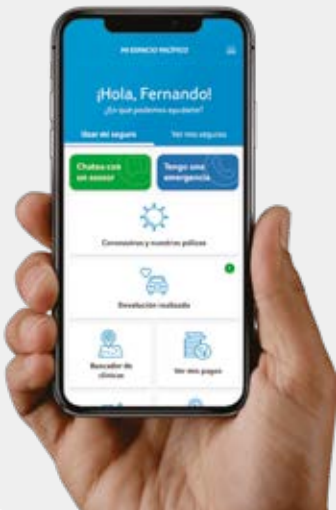 MI ESPACIO PACÍFICO
¡Hola, Fernando!
¿En qué podemos ayudarte?
Usar mi seguro
Ver mis seguros
Chatea con
un asesor
Tengo una
emergencia
Coronavirus y nuestras pólizas
Devolución realizada
Buscador de
clínicas
Ver mis pagos